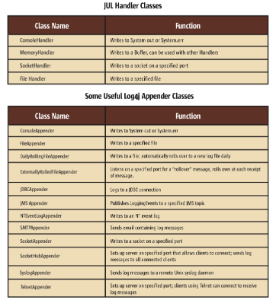 JUL Handler Classes
Class Name Function
ConsoleHandler Writes to System out or System.err
MemoryHandler Writes to a Buffer, can be used with other Handlers
SocketHandler Writes to a socket on a specified port
File Handler Writes to a specified file
Some Useful Log4j Appender Classes
Class Name Function
ConsoleAppender Writes to System out or System.err
FileAppender Writes to a specified file
DailyRollingFileAppender Writes to a file; automatically rolls over to a new log file daily
ExternallyRolledFileAppender Listens on a specified port for a "rollover" message; rolls over at each receipt
of message.
JDBCAppender Logs to a JDBC connection
JMS Appender Publishes LoggingEvents to a specified JMS topic
NTEventLogAppender Writes to an NT event log
SMTPAppender Sends email containing log messages
SocketAppender Writes to a socket on a specified port
SocketHubAppender Sets up server on specified port that allows clients to connect; sends log
messages to all connected clients
SyslogAppender Sends log messages to a remote Unix syslog daemon
TelnetAppender Sets up server on specified port; clients using Telnet can connect to receive
log messages